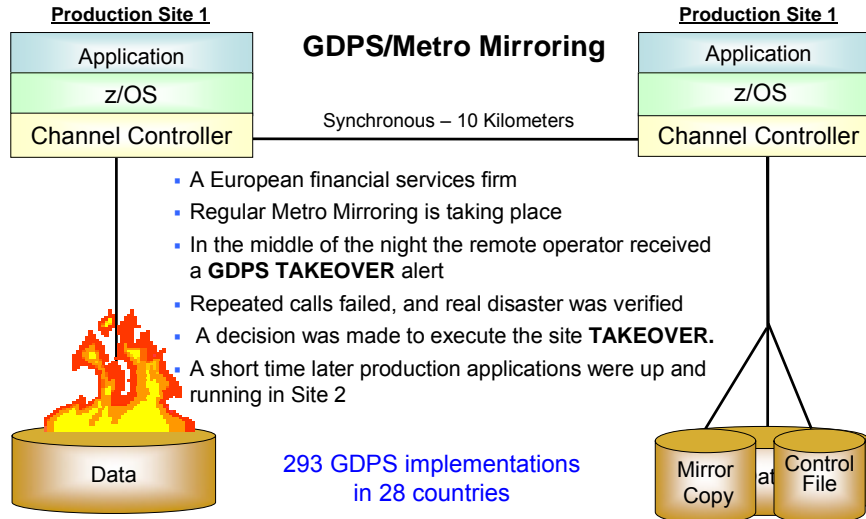 Production Site 1
Application
z/OS
Channel Controller
GDPS/Metro Mirroring
Synchronous – 10 Kilometers
Production Site 1
Application
z/OS
Channel Controller
▪ A European financial services firm
▪ Regular Metro Mirroring is taking place
▪ In the middle of the night the remote operator received
a GDPS TAKEOVER alert
▪ Repeated calls failed, and real disaster was verified
▪ A decision was made to execute the site TAKEOVER.
▪ A short time later production applications were up and
running in Site 2
Data
293 GDPS implementations
in 28 countries
Mirror
Copy
Control
File